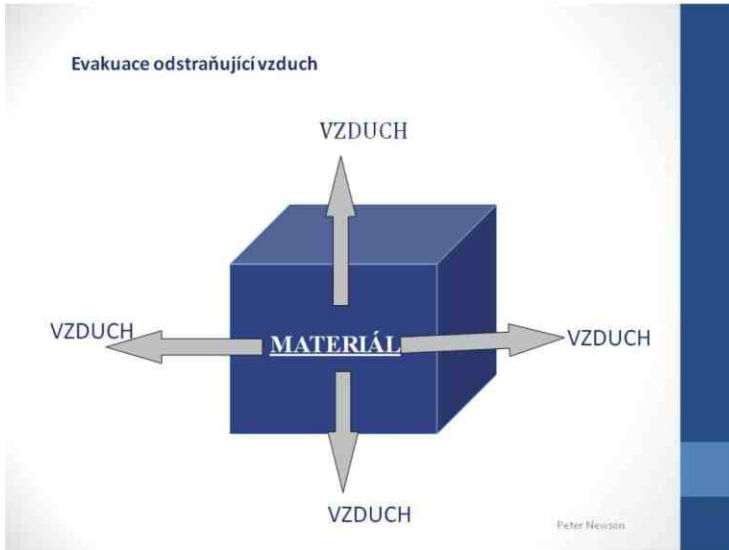 Evakuace odstraňující vzduch
VZDUCH
VZDUCH
MATERIÁL
VZDUCH
VZDUCH
Peter Newson